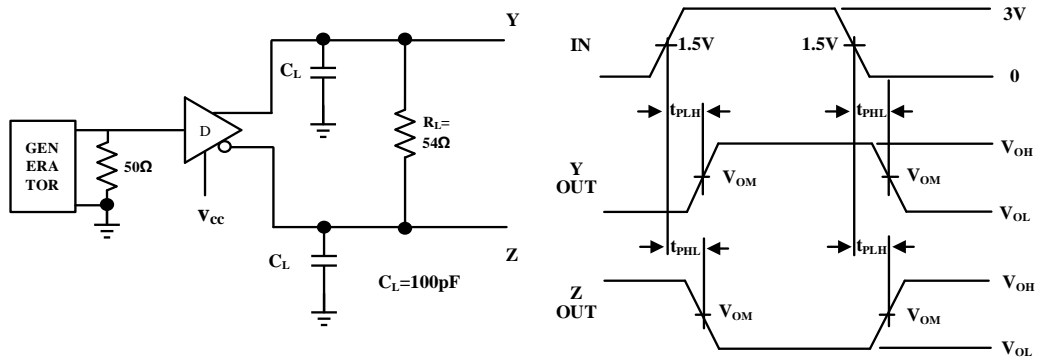 GEN
ERA
TOR
50Ω
D
Vcc
CL
CL
Y
RL=
54Ω
Z
CL=100pF
IN
1.5V
1.5V
3V
0
tPLH
tPHL
Y
OUT
VOM
VOM
VOH
VOL
tPHL
tPLH
Z
OUT
VOM
VOM
VOH
VOL